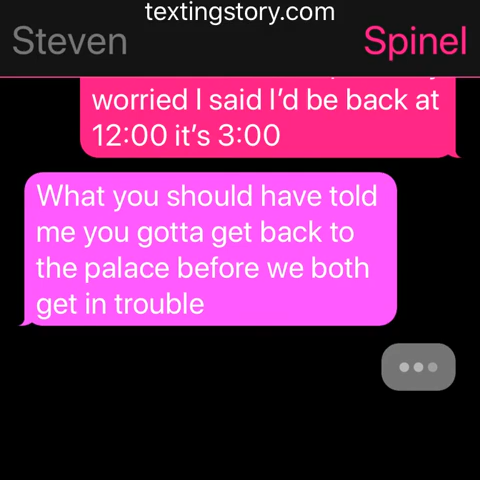 textingstory.com
Steven
Spinel
worried I said I’d be back at
12:00 it’s 3:00
What you should have told
me you gotta get back to
the palace before we both
get in trouble